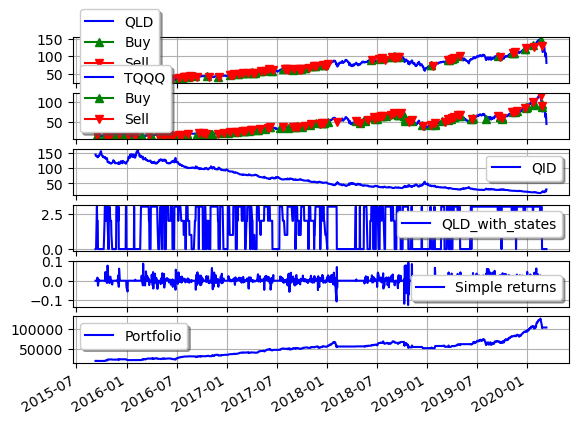 QLD
Buy
Sell
150
100
50
TQQQ
Buy
Sell
100
50
150
100
50
QID
2.5
0.0
QLD_with_states
0.1
0.0
−0.1
Simple returns
100000
50000
Portfolio
2015-07
2016-01
2016-07
2017-01
2017-07
2018-01
2018-07
2019-01
2019-07
2020-01